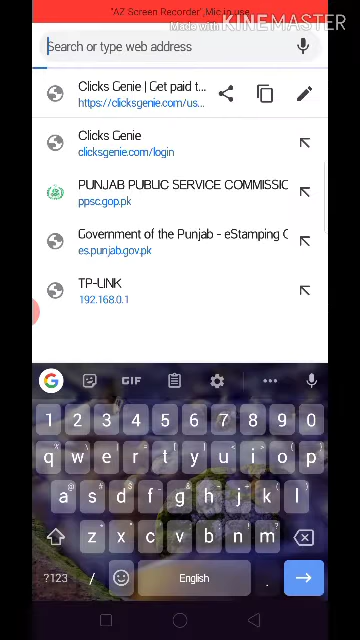 "AZ Screen Recorder",Mic in use
Made with KINEMASTER
Search or type web address
Clicks Genie | Get paid t...
https://clicksgenie.com/us...
Clicks Genie
clicksgenie.com/login
PUNJAB PUBLIC SERVICE COMMISSIO
ppsc.gop.pk
Government of the Punjab - eStamping
es.punjab.gov.pk
TP-LINK
192.168.0.1
G GIF
1 2 3 4 5 6 7 8 9 0
q w e r t y u i o p
a s d f g h j k l
z x c v b n m
?123 / English .